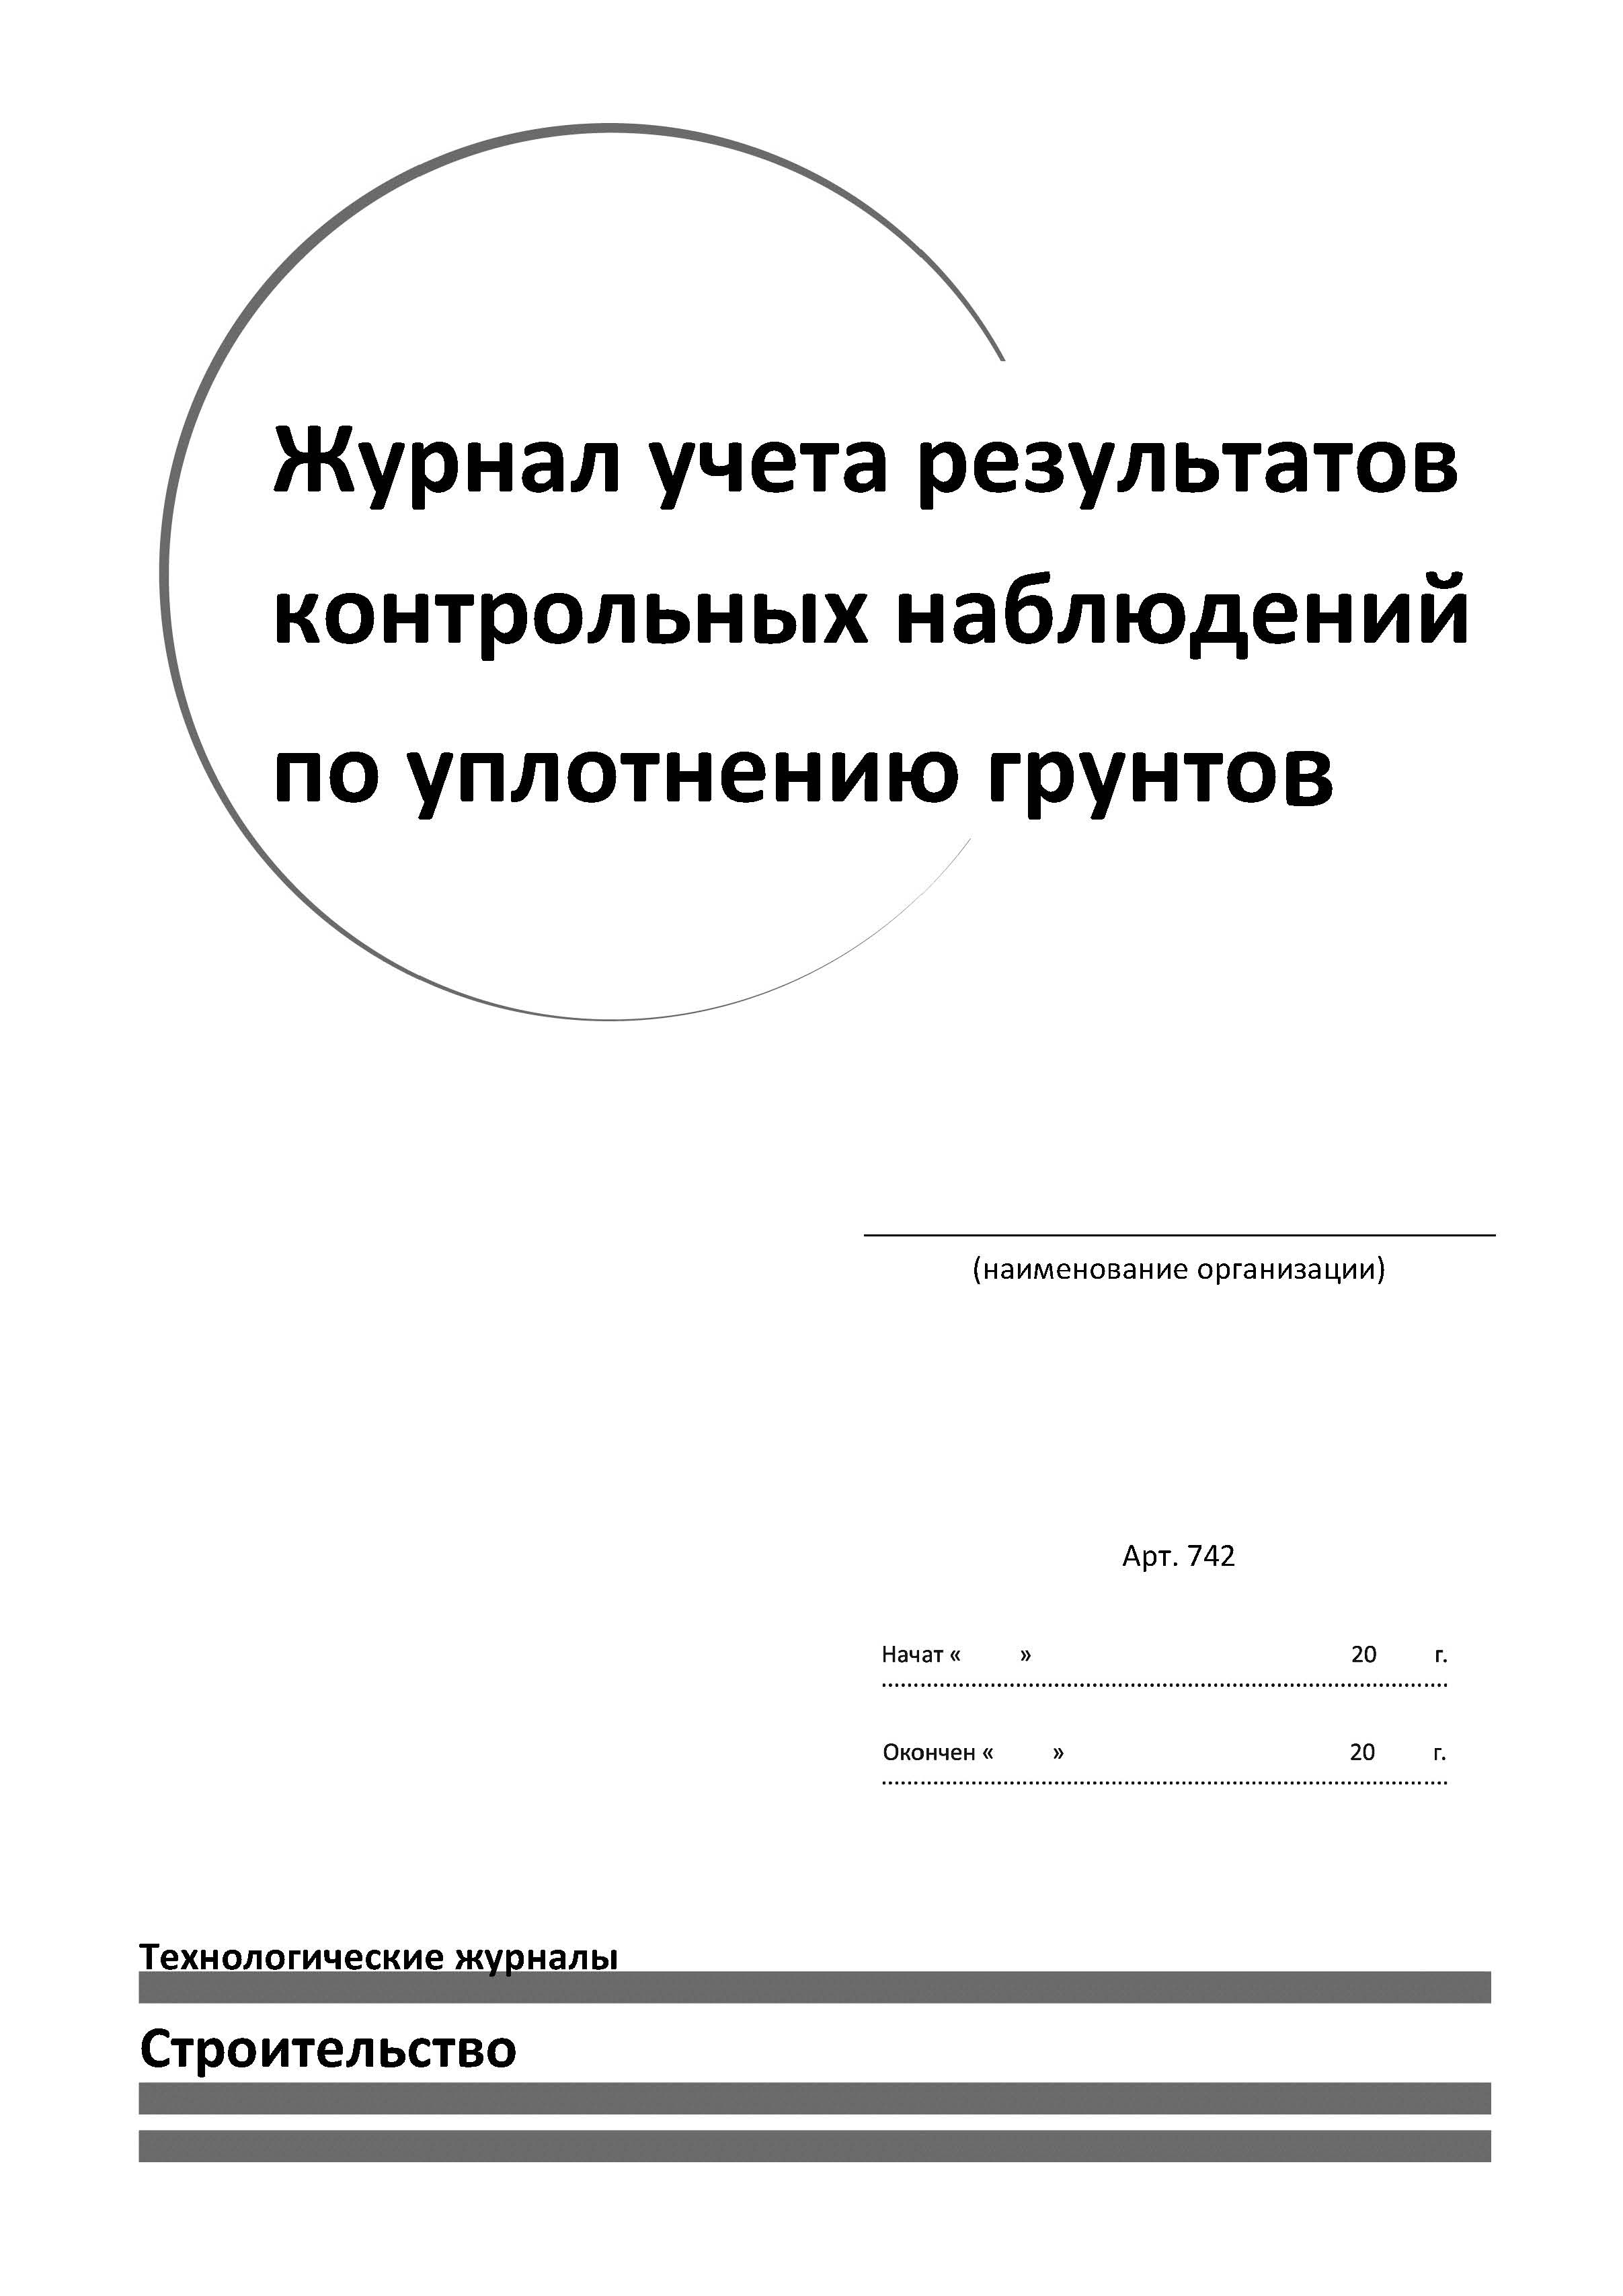 Журнал учета результатов
контрольных наблюдений
по уплотнению грунтов
(наименование организации)
Арт. 742
Начат « » 20 г.
Окончен « » 20 г.
Технологические журналы
Строительство